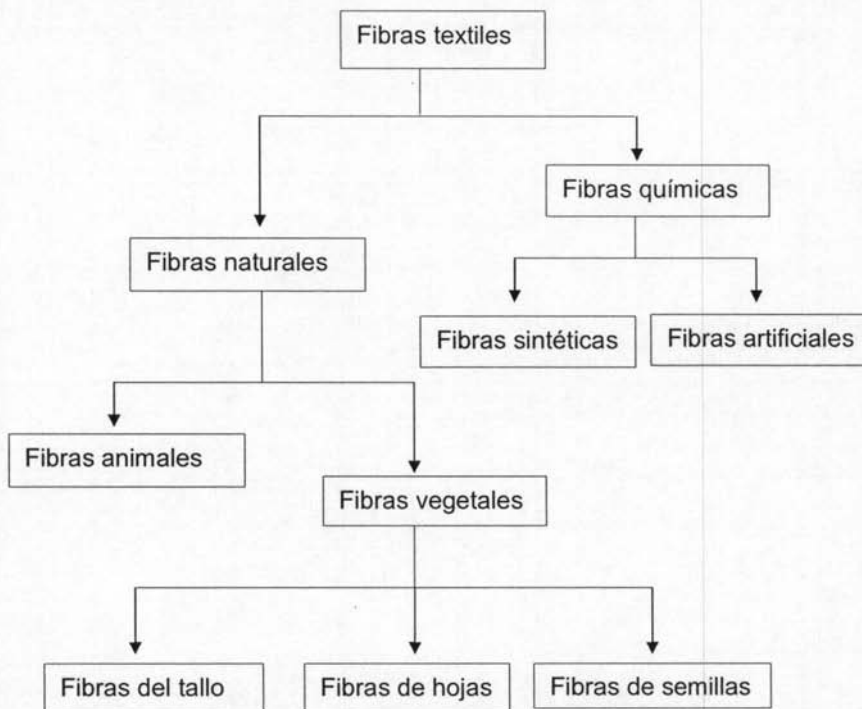 Fibras textiles
Fibras químicas
Fibras naturales
Fibras sintéticas
Fibras artificiales
Fibras animales
Fibras vegetales
Fibras del tallo
Fibras de hojas
Fibras de semillas